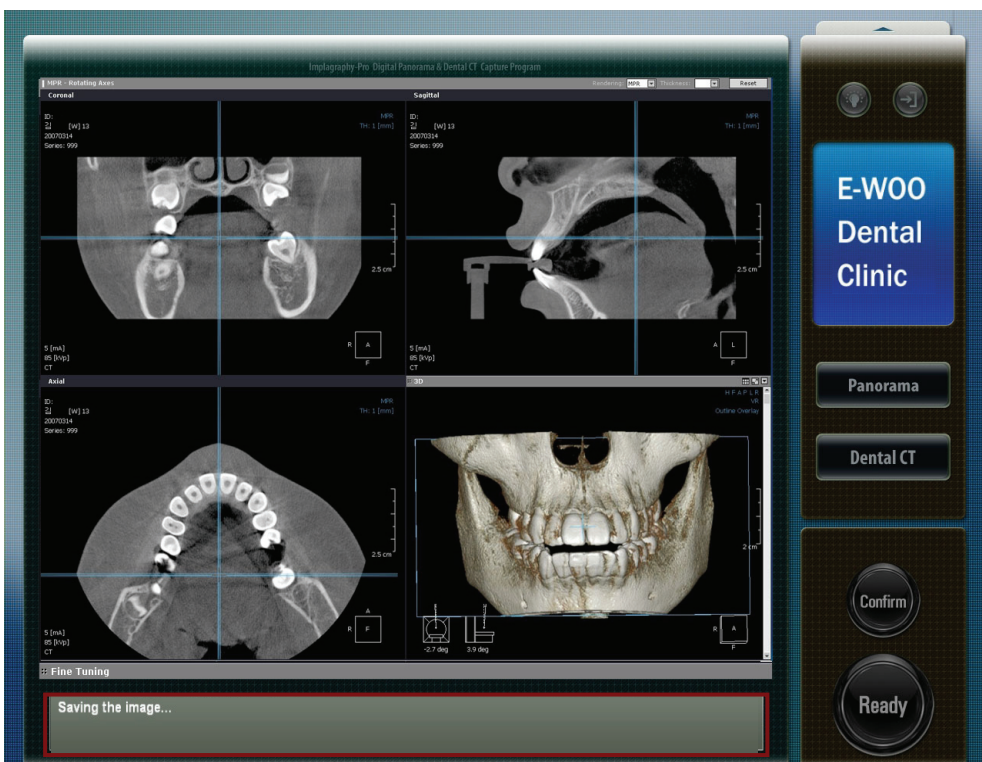 Implagraphy-Pro Digital Panorama & Dental CT Capture Program
MPR - Rotating Axes
Rendering: MPR Thickness: Reset
Coronal
ID:
김 [W] 13
20070314
Series: 999
MPR
TH: 1 [mm]
2.5 cm
5 [mA]
85 [kVp]
CT
R A
F
Sagittal
ID:
김 [W] 13
20070314
Series: 999
MPR
TH: 1 [mm]
2.5 cm
5 [mA]
85 [kVp]
CT
A L
F
Axial
ID:
김 [W] 13
20070314
Series: 999
MPR
TH: 1 [mm]
2.5 cm
5 [mA]
85 [kVp]
CT
A
R F
3D
H F A P L R
VR
Outline Overlay
2 cm
-2.7 deg 3.9 deg
R A
F
Fine Tuning
Saving the image...
E-WOO
Dental
Clinic
Panorama
Dental CT
Confirm
Ready